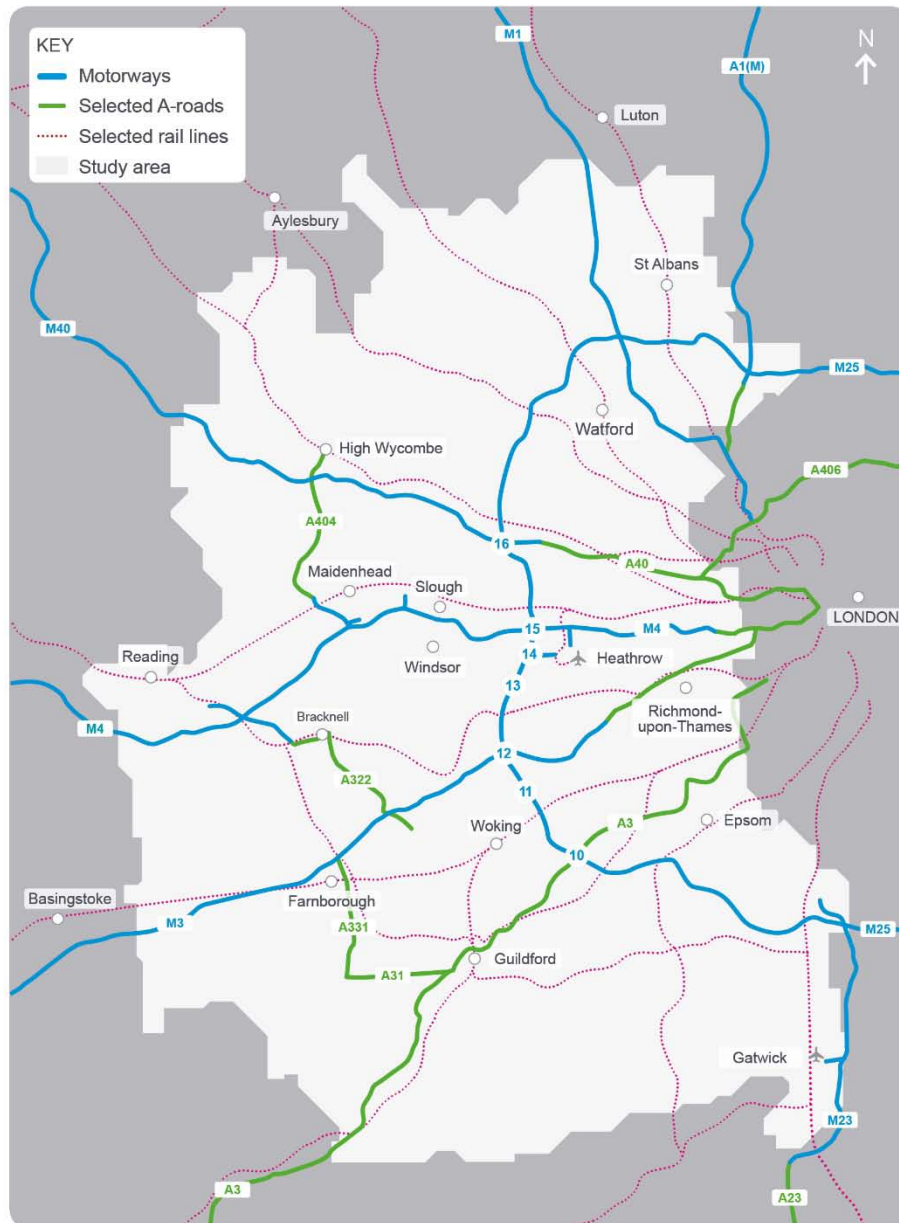 KEY
Motorways
Selected A-roads
Selected rail lines
Study area
M1
A1(M)
N
Luton
Aylesbury
St Albans
M40
M25
Watford
High Wycombe
A406
A404
16
A40
Maidenhead
Slough
LONDON
15
M4
Reading
Windsor
14
Heathrow
13
Richmond-
upon-Thames
M4
Bracknell
12
A322
11
Woking
A3
Epsom
10
Basingstoke
Farnborough
M3
A331
M25
Guildford
A31
Gatwick
M23
A3
A23